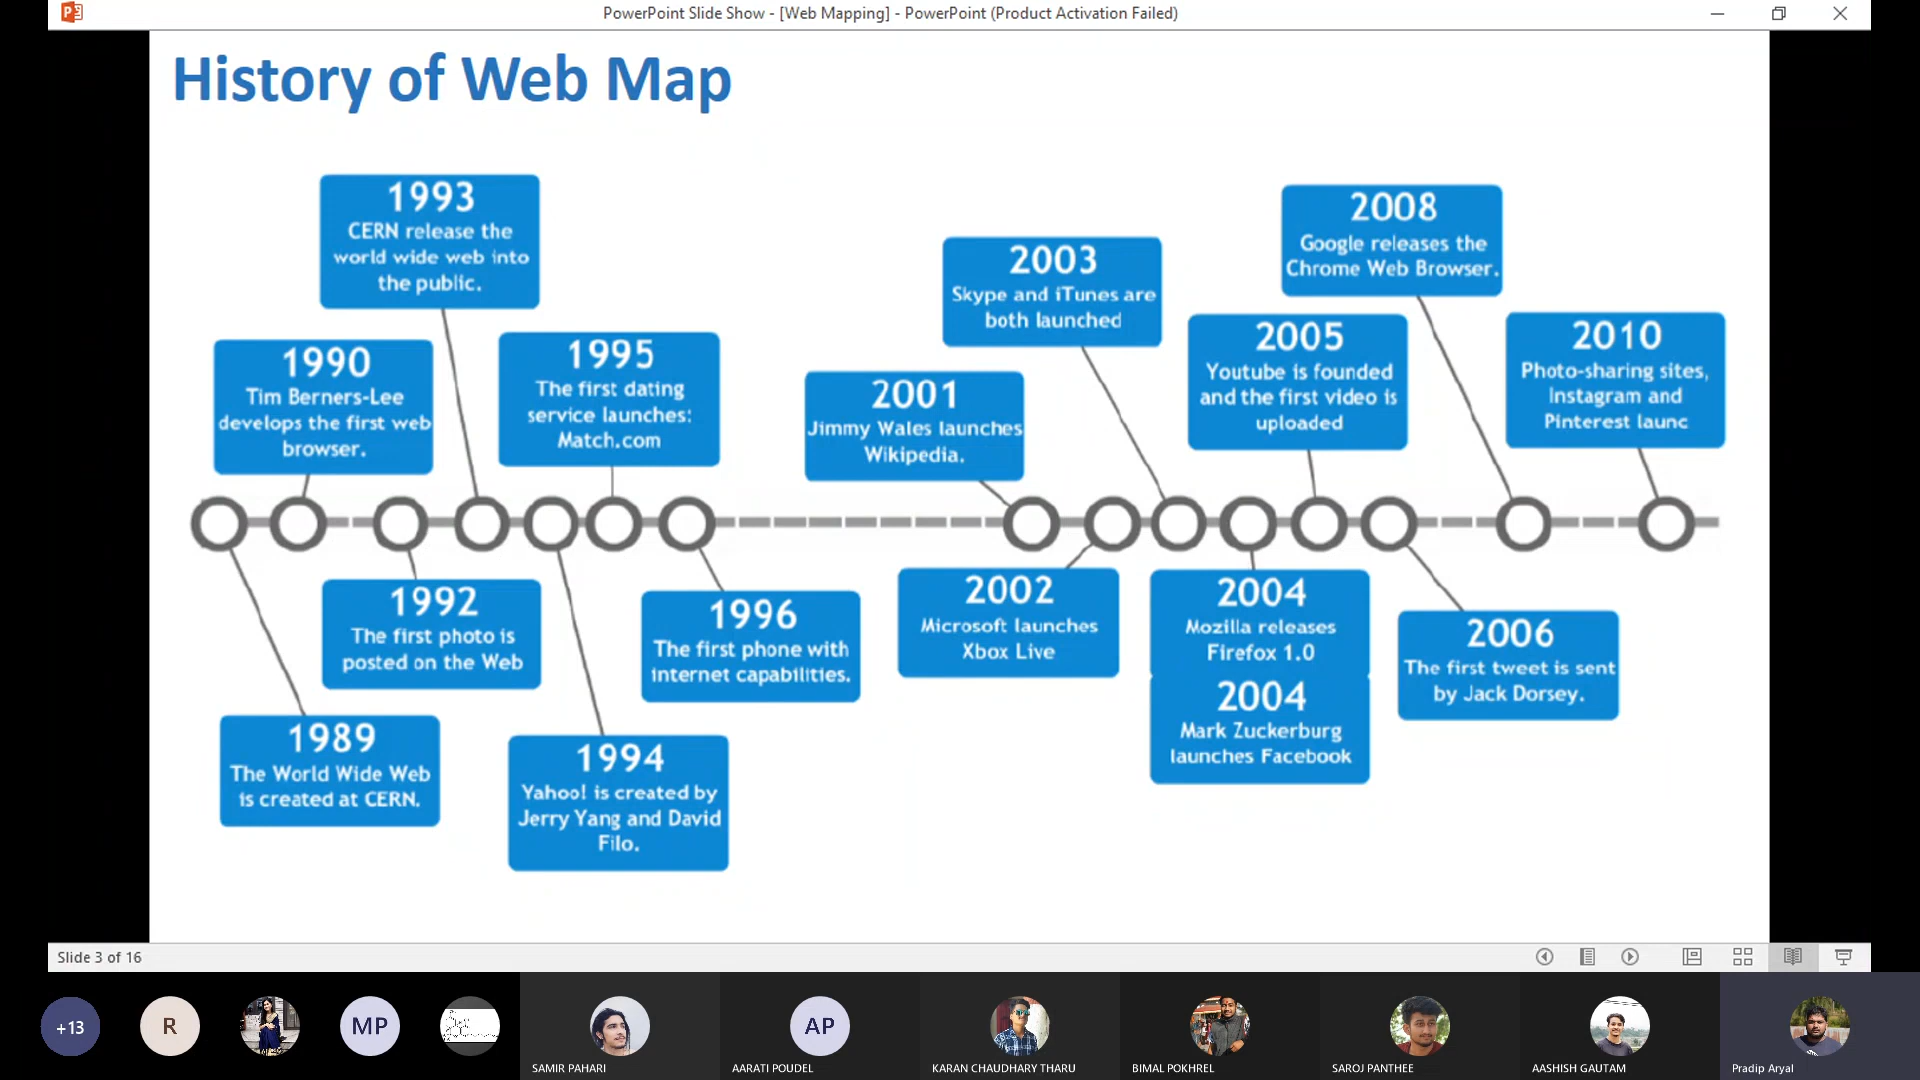 PowerPoint Slide Show - [Web Mapping] - PowerPoint (Product Activation Failed)
History of Web Map
1993
CERN release the
world wide web into
the public.
1990
Tim Berners-Lee
develops the first web
browser.
1995
The first dating
service launches:
Match.com
2001
Jimmy Wales launches
Wikipedia.
2003
Skype and iTunes are
both launched
2005
Youtube is founded
and the first video is
uploaded
2008
Google releases the
Chrome Web Browser.
2010
Photo-sharing sites,
Instagram and
Pinterest launc
1989
The World Wide Web
is created at CERN.
1992
The first photo is
posted on the Web
1994
Yahoo! is created by
Jerry Yang and David
Filo.
1996
The first phone with
internet capabilities.
2002
Microsoft launches
Xbox Live
2004
Mozilla releases
Firefox 1.0
2004
Mark Zuckerburg
launches Facebook
2006
The first tweet is sent
by Jack Dorsey.
Slide 3 of 16
+13
R
MP
AP
SAMIR PAHARI
AARATI POUDEL
KARAN CHAUDHARY THARU
BIMAL POKHREL
SAROJ PANTHEE
AASHISH GAUTAM
Pradip Aryal